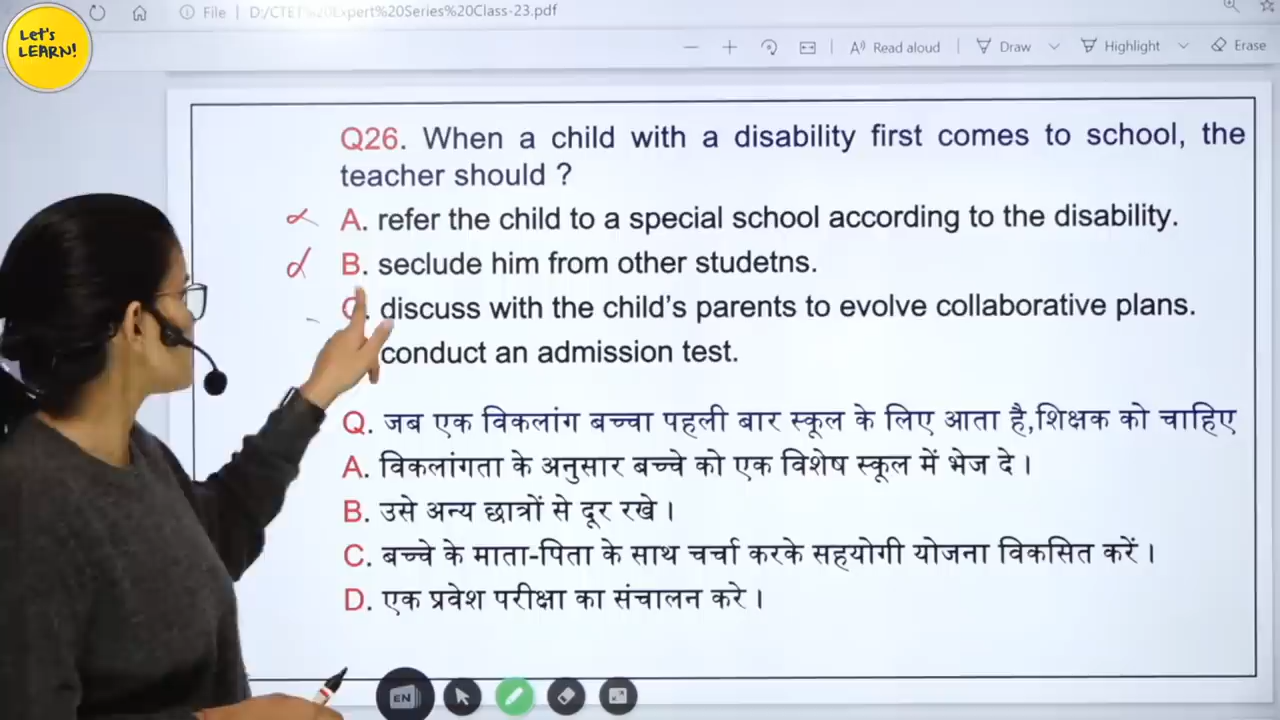 Let's
LEARN!
File | D:/CTET%20Expert%20Series%20Class-23.pdf
Read aloud
Draw
Highlight
Erase
Q26. When a child with a disability first comes to school, the
teacher should ?
A. refer the child to a special school according to the disability.
B. seclude him from other studetns.
C. discuss with the child's parents to evolve collaborative plans.
conduct an admission test.
Q. जब एक विकलांग बच्चा पहली बार स्कूल के लिए आता है,शिक्षक को चाहिए
A. विकलांगता के अनुसार बच्चे को एक विशेष स्कूल में भेज दे।
B. उसे अन्य छात्रों से दूर रखे।
C. बच्चे के माता-पिता के साथ चर्चा करके सहयोगी योजना विकसित करें।
D. एक प्रवेश परीक्षा का संचालन करे।
EN